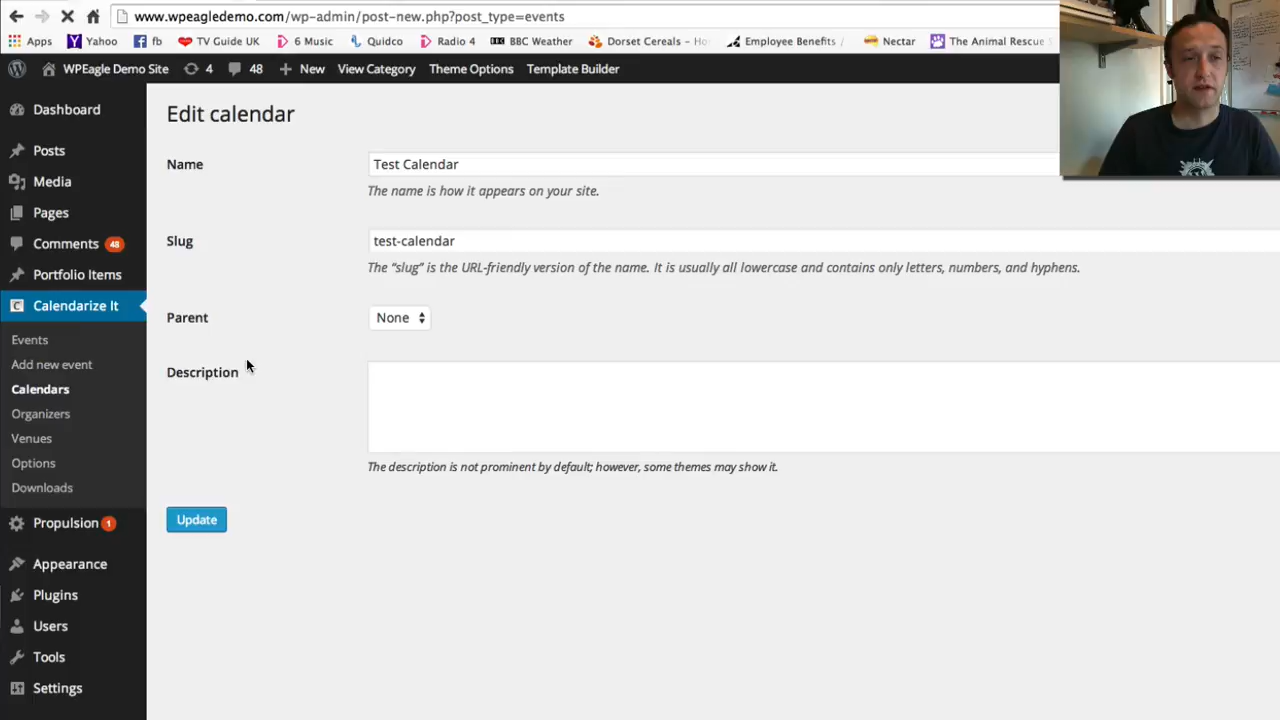 www.wpeagledemo.com/wp-admin/post-new.php?post_type=events
Apps Yahoo fb TV Guide UK 6 Music Quidco Radio 4 BBC Weather Dorset Cereals – Ho Employee Benefits / Nectar The Animal Rescue S
WPEagle Demo Site 4 48 New View Category Theme Options Template Builder
Dashboard
Posts
Media
Pages
Comments 48
Portfolio Items
Calendarize It
Events
Add new event
Calendars
Organizers
Venues
Options
Downloads
Propulsion 1
Appearance
Plugins
Users
Tools
Settings
Edit calendar
Name
Test Calendar
The name is how it appears on your site.
Slug
test-calendar
The “slug” is the URL-friendly version of the name. It is usually all lowercase and contains only letters, numbers, and hyphens.
Parent
None
Description
The description is not prominent by default; however, some themes may show it.
Update